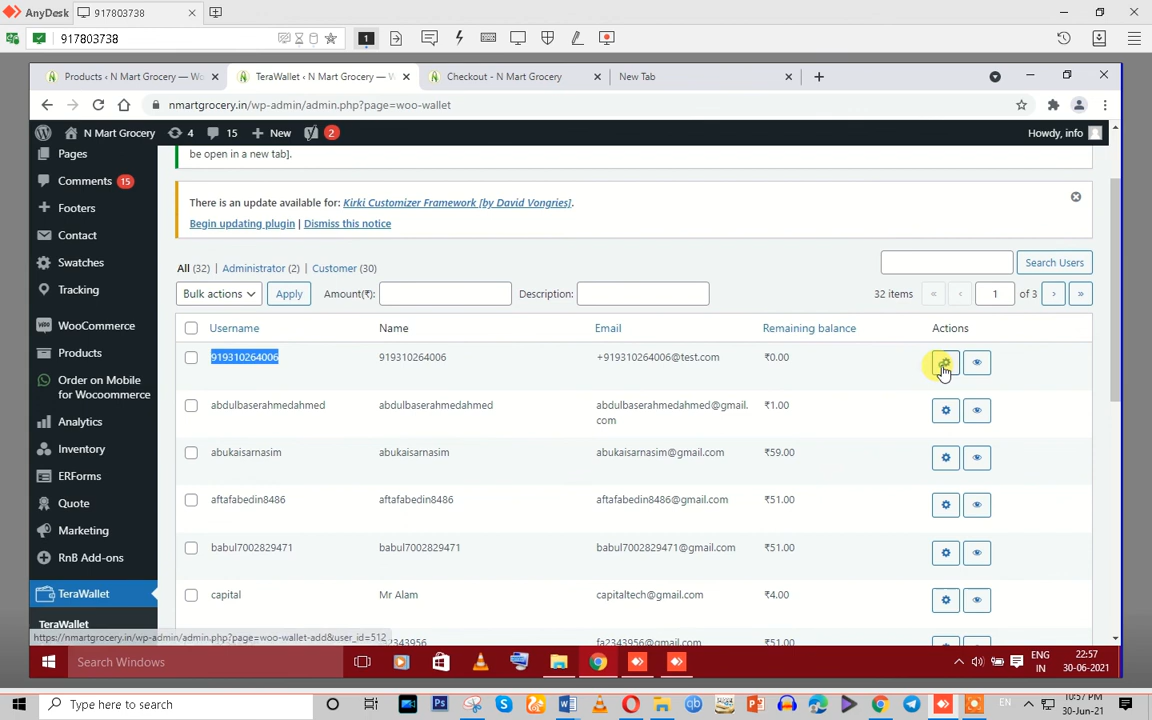 AnyDesk 917803738
917803738 1
Products ‹ N Mart Grocery — Wo TeraWallet ‹ N Mart Grocery — W Checkout - N Mart Grocery New Tab
nmartgrocery.in/wp-admin/admin.php?page=woo-wallet
N Mart Grocery 4 15 New 2 Howdy, info
Pages
Comments 15
Footers
Contact
Swatches
Tracking
WooCommerce
Products
Order on Mobile
for Wocoommerce
Analytics
Inventory
ERForms
Quote
Marketing
RnB Add-ons
TeraWallet
TeraWallet
be open in a new tab].
There is an update available for: Kirki Customizer Framework [by David Vongries].
Begin updating plugin | Dismiss this notice
All (32) | Administrator (2) | Customer (30) Search Users
Bulk actions Apply Amount(₹): Description: 32 items « ‹ 1 of 3 › »
Username Name Email Remaining balance Actions
919310264006 919310264006 +919310264006@test.com ₹0.00
abdulbaserahmedahmed abdulbaserahmedahmed abdulbaserahmedahmed@gmail.
com ₹1.00
abukaisarnasim abukaisarnasim abukaisarnasim@gmail.com ₹59.00
aftafabedin8486 aftafabedin8486 aftafabedin8486@gmail.com ₹51.00
babul7002829471 babul7002829471 babul7002829471@gmail.com ₹51.00
capital Mr Alam capitaltech@gmail.com ₹4.00
fa2343956@gmail.com ₹51.00
https://nmartgrocery.in/wp-admin/admin.php?page=woo-wallet-add&user_id=512
Search Windows ENG
IN 22:57
30-06-2021
Type here to search EN 10:57 PM
30-Jun-21